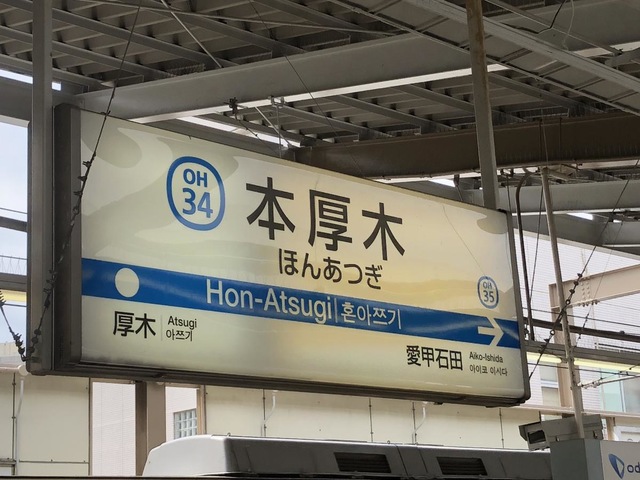 OH
34
本厚木
ほんあつぎ
OH
35
Hon-Atsugi 혼아쯔기
厚木 Atsugi
아쯔기
愛甲石田 Aiko-Ishida
아이코 이시다